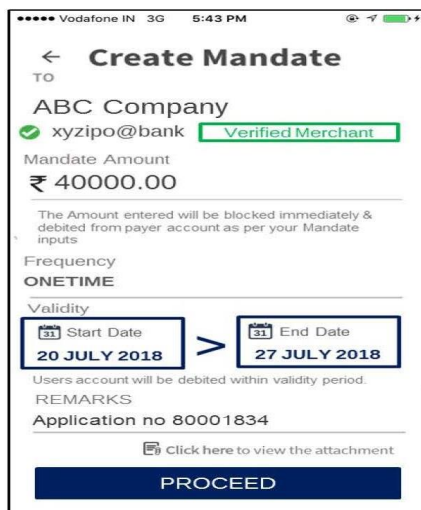 Vodafone IN 3G 5:43 PM
← Create Mandate
TO
ABC Company
xyzipo@bank Verified Merchant
Mandate Amount
₹ 40000.00
The Amount entered will be blocked immediately &
debited from payer account as per your Mandate
inputs
Frequency
ONETIME
Validity
31 Start Date > 31 End Date
20 JULY 2018 27 JULY 2018
Users account will be debited within validity period.
REMARKS
Application no 80001834
Click here to view the attachment
PROCEED